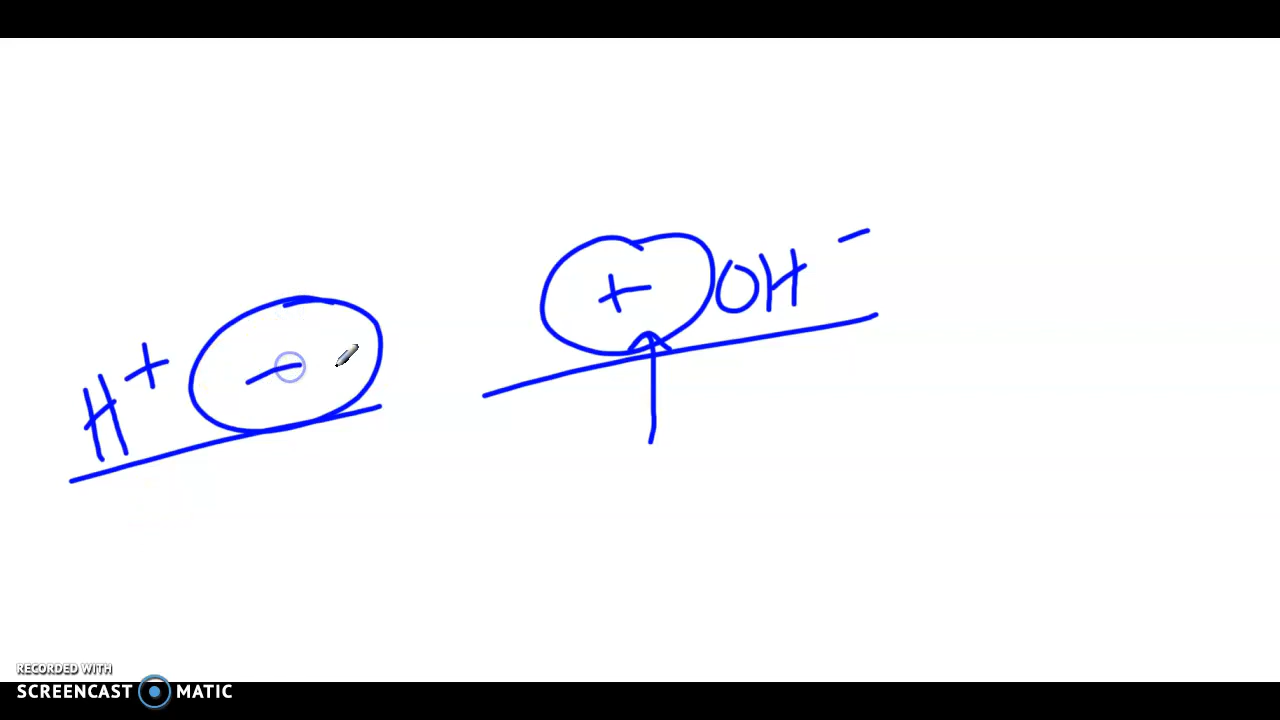 H⁺ −
+ OH⁻
RECORDED WITH
SCREENCAST MATIC